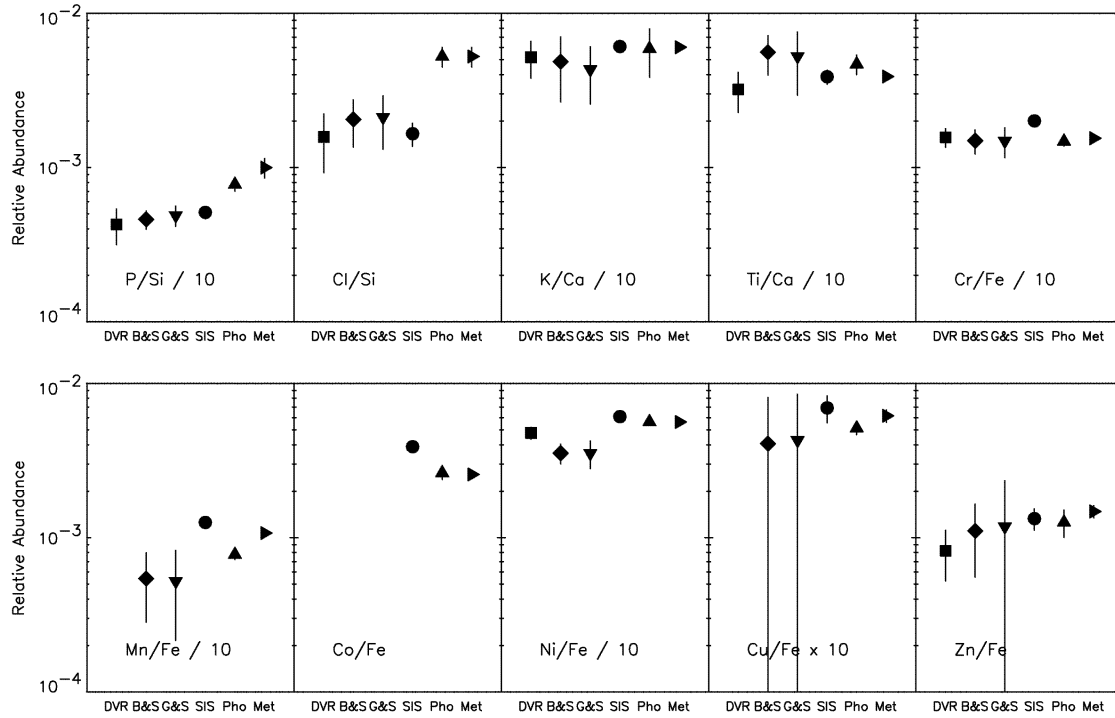 10⁻²
10⁻³
10⁻⁴
Relative Abundance
P/Si / 10
Cl/Si
K/Ca / 10
Ti/Ca / 10
Cr/Fe / 10
DVR B&S G&S SIS Pho Met
DVR B&S G&S SIS Pho Met
DVR B&S G&S SIS Pho Met
DVR B&S G&S SIS Pho Met
DVR B&S G&S SIS Pho Met
10⁻²
10⁻³
10⁻⁴
Relative Abundance
Mn/Fe / 10
Co/Fe
Ni/Fe / 10
Cu/Fe x 10
Zn/Fe
DVR B&S G&S SIS Pho Met
DVR B&S G&S SIS Pho Met
DVR B&S G&S SIS Pho Met
DVR B&S G&S SIS Pho Met
DVR B&S G&S SIS Pho Met